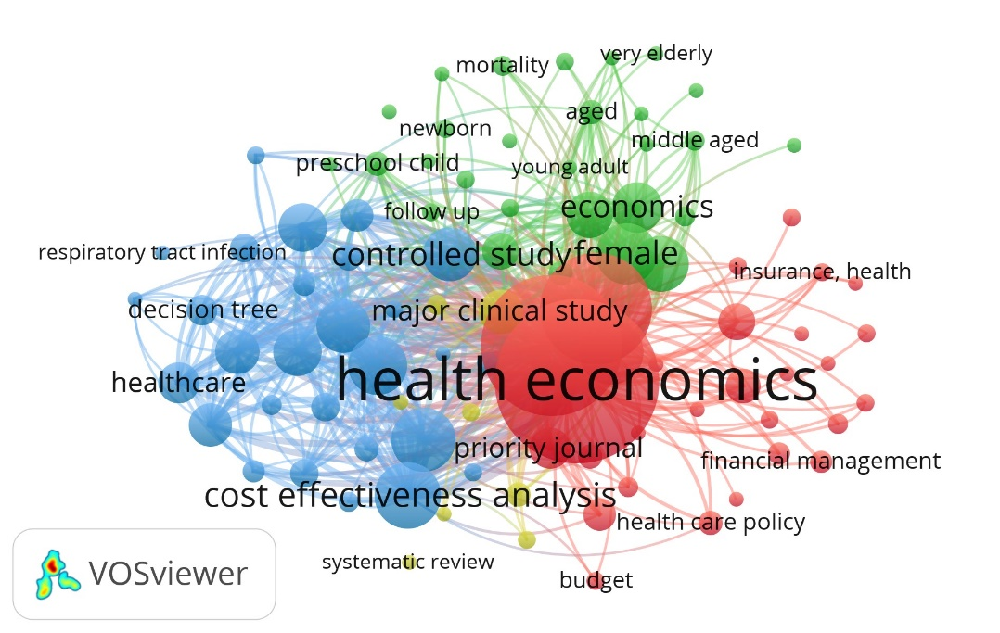 very elderly
mortality
aged
newborn
middle aged
preschool child
young adult
economics
follow up
respiratory tract infection
controlled study
female
insurance, health
decision tree
major clinical study
healthcare
health economics
priority journal
financial management
cost effectiveness analysis
health care policy
systematic review
VOSviewer
budget